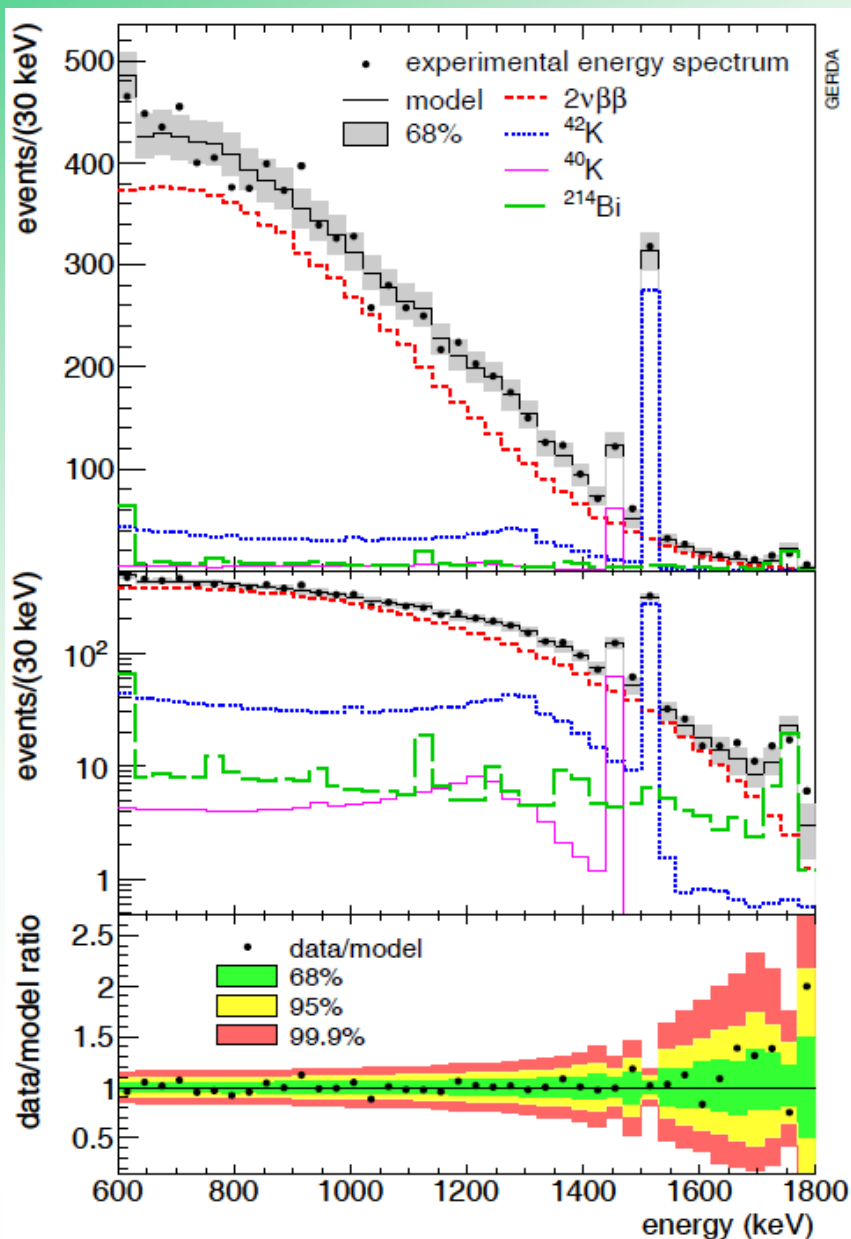 events/(30 keV)
500
400
300
200
100
experimental energy spectrum
model
68%
2νββ
⁴²K
⁴⁰K
²¹⁴Bi
GERDA
events/(30 keV)
10²
10
1
data/model ratio
2.5
2
1.5
1
0.5
data/model
68%
95%
99.9%
600 800 1000 1200 1400 1600 1800
energy (keV)